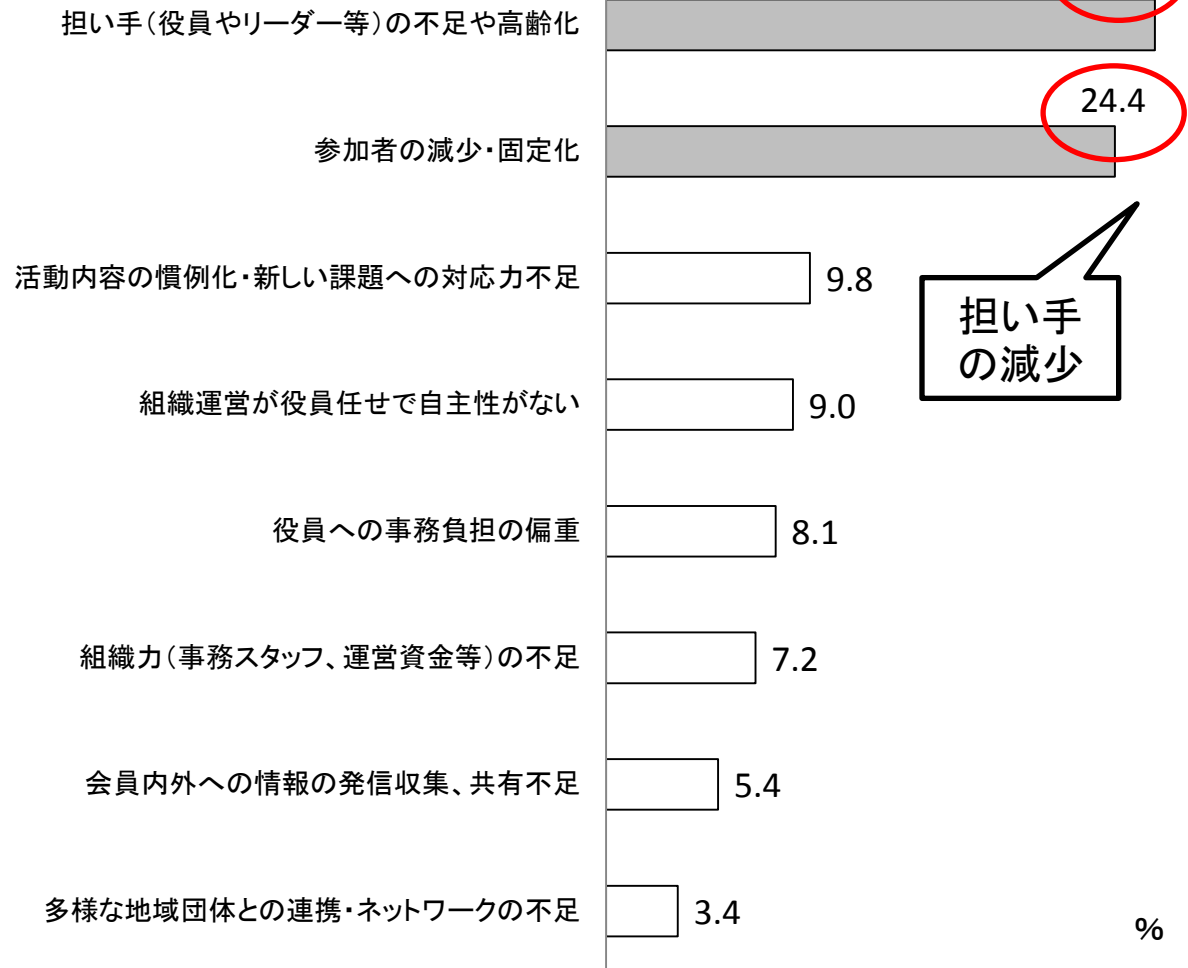 担い手（役員やリーダー等）の不足や高齢化
24.4
参加者の減少・固定化
活動内容の慣例化・新しい課題への対応力不足
9.8
担い手
の減少
組織運営が役員任せで自主性がない
9.0
役員への事務負担の偏重
8.1
組織力（事務スタッフ、運営資金等）の不足
7.2
会員内外への情報の発信収集、共有不足
5.4
多様な地域団体との連携・ネットワークの不足
3.4
%